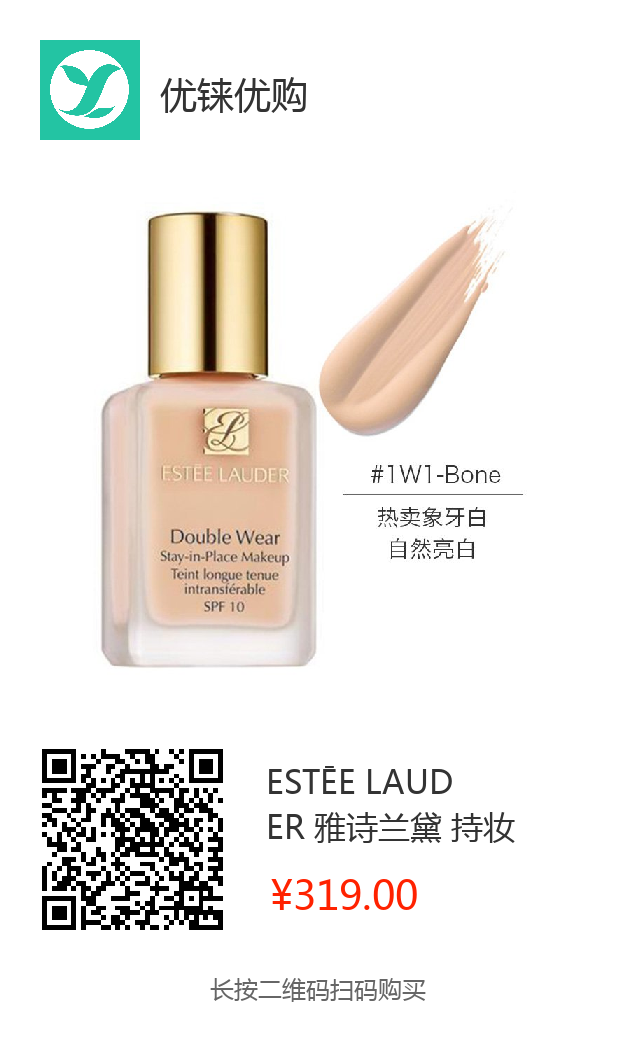 优铼优购
ESTĒE LAUDER
Double Wear
Stay-in-Place Makeup
Teint longue tenue
intransférable
SPF 10
#1W1-Bone
热卖象牙白
自然亮白
ESTĒE LAUD
ER 雅诗兰黛 持妆
¥319.00
长按二维码扫码购买